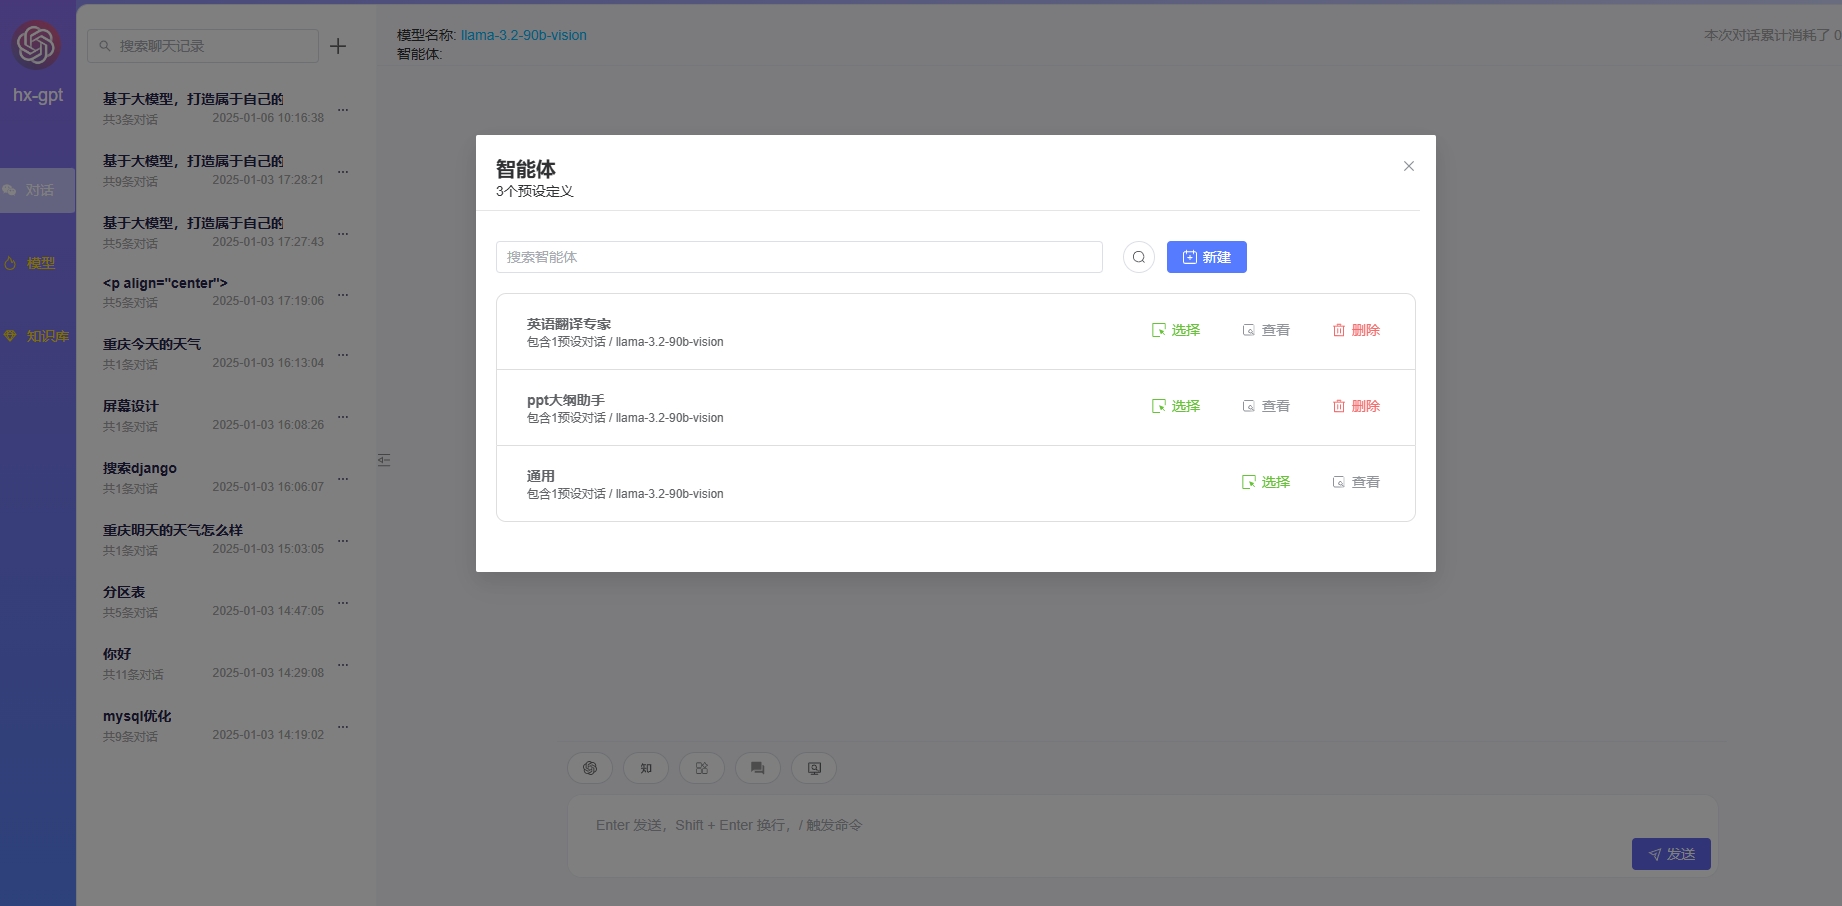 hx-gpt
对话
模型
知识库
搜索聊天记录
基于大模型，打造属于自己的
共3条对话 2025-01-06 10:16:38
基于大模型，打造属于自己的
共9条对话 2025-01-03 17:28:21
基于大模型，打造属于自己的
共5条对话 2025-01-03 17:27:43
<p align="center">
共5条对话 2025-01-03 17:19:06
重庆今天的天气
共1条对话 2025-01-03 16:13:04
屏幕设计
共1条对话 2025-01-03 16:08:26
搜索django
共1条对话 2025-01-03 16:06:07
重庆明天的天气怎么样
共1条对话 2025-01-03 15:03:05
分区表
共5条对话 2025-01-03 14:47:05
你好
共11条对话 2025-01-03 14:29:08
mysql优化
共9条对话 2025-01-03 14:19:02
模型名称: llama-3.2-90b-vision
智能体:
本次对话累计消耗了 0
智能体
3个预设定义
搜索智能体
新建
英语翻译专家
包含1预设对话 / llama-3.2-90b-vision
选择 查看 删除
ppt大纲助手
包含1预设对话 / llama-3.2-90b-vision
选择 查看 删除
通用
包含1预设对话 / llama-3.2-90b-vision
选择 查看
知
Enter 发送，Shift + Enter 换行，/ 触发命令
发送